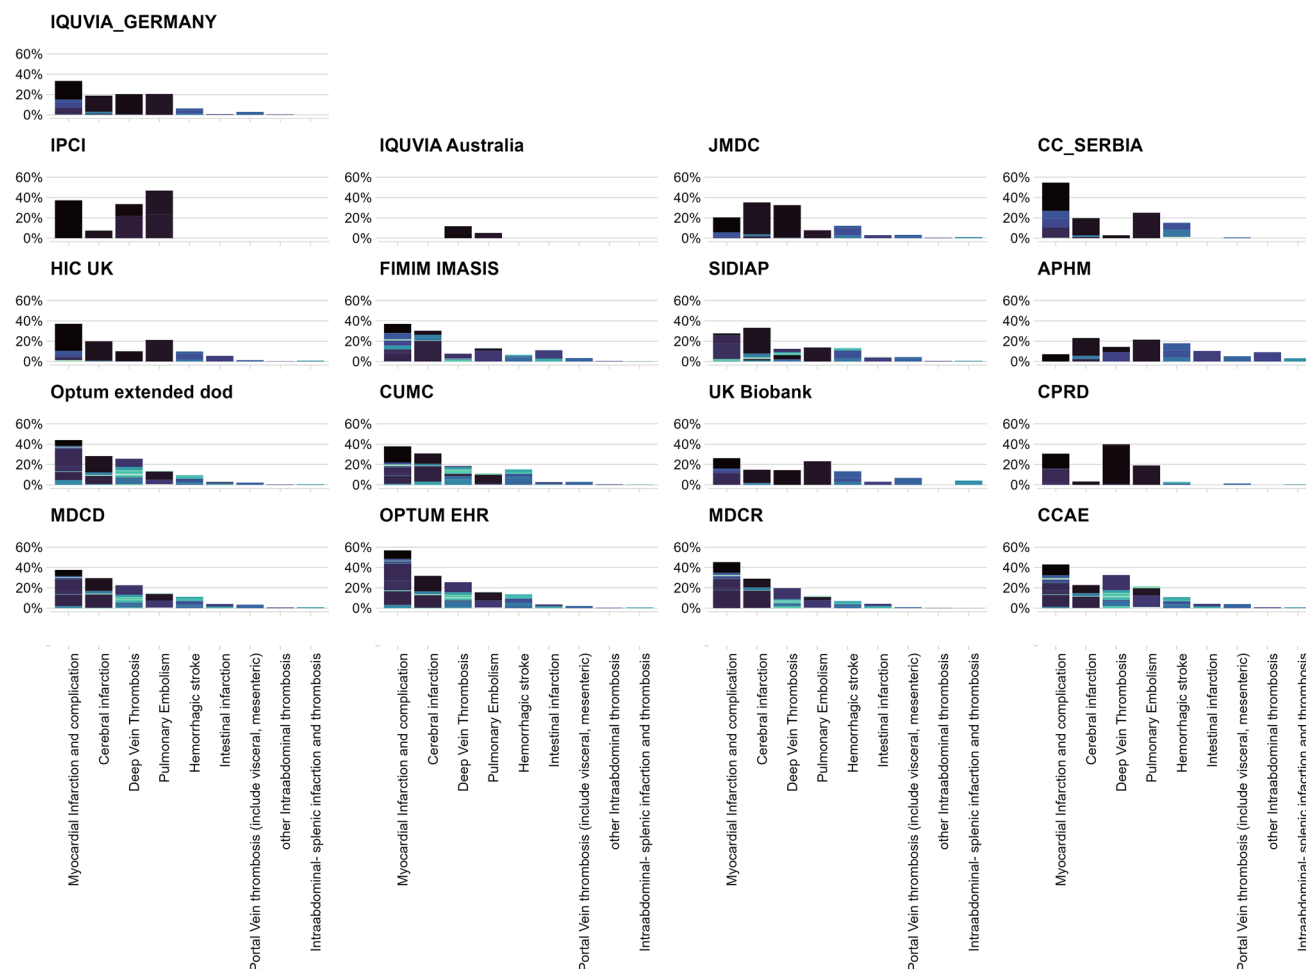 IQUVIA_GERMANY
60%
40%
20%
0%
IPCI
IQUVIA Australia
JMDC
CC_SERBIA
60%
40%
20%
0%
60%
40%
20%
0%
60%
40%
20%
0%
60%
40%
20%
0%
HIC UK
FIMIM IMASIS
SIDIAP
APHM
60%
40%
20%
0%
60%
40%
20%
0%
60%
40%
20%
0%
60%
40%
20%
0%
Optum extended dod
CUMC
UK Biobank
CPRD
60%
40%
20%
0%
60%
40%
20%
0%
60%
40%
20%
0%
60%
40%
20%
0%
MDCD
OPTUM EHR
MDCR
CCAE
60%
40%
20%
0%
60%
40%
20%
0%
60%
40%
20%
0%
60%
40%
20%
0%
Myocardial Infarction and complication
Cerebral infarction
Deep Vein Thrombosis
Pulmonary Embolism
Hemorrhagic stroke
Intestinal infarction
Portal Vein thrombosis (include visceral, mesenteric)
other Intraabdominal thrombosis
Intraabdominal- splenic infacrtion and thrombosis
Myocardial Infarction and complication
Cerebral infarction
Deep Vein Thrombosis
Pulmonary Embolism
Hemorrhagic stroke
Intestinal infarction
Portal Vein thrombosis (include visceral, mesenteric)
other Intraabdominal thrombosis
Intraabdominal- splenic infacrtion and thrombosis
Myocardial Infarction and complication
Cerebral infarction
Deep Vein Thrombosis
Pulmonary Embolism
Hemorrhagic stroke
Intestinal infarction
Portal Vein thrombosis (include visceral, mesenteric)
other Intraabdominal thrombosis
Intraabdominal- splenic infacrtion and thrombosis
Myocardial Infarction and complication
Cerebral infarction
Deep Vein Thrombosis
Pulmonary Embolism
Hemorrhagic stroke
Intestinal infarction
Portal Vein thrombosis (include visceral, mesenteric)
other Intraabdominal thrombosis
Intraabdominal- splenic infacrtion and thrombosis